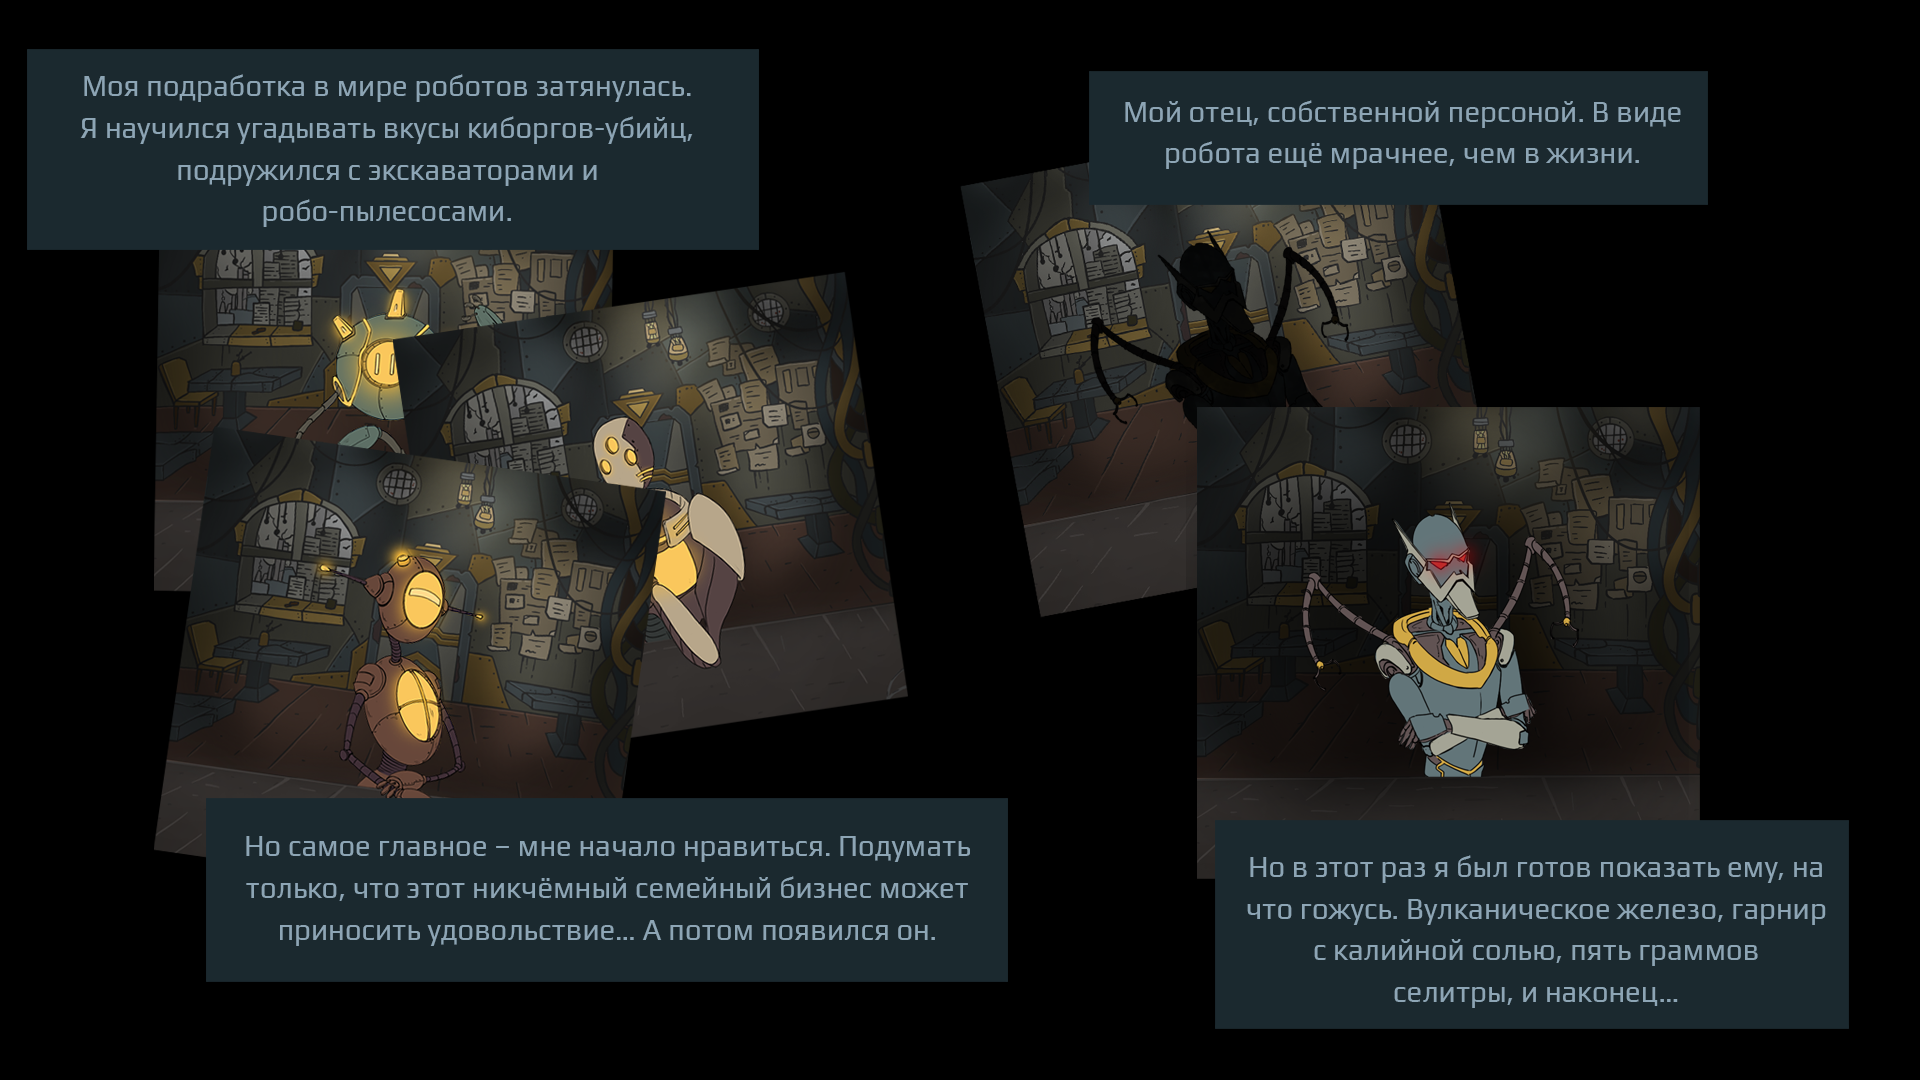 Моя подработка в мире роботов затянулась.
Я научился угадывать вкусы киборгов-убийц,
подружился с экскаваторами и
робо-пылесосами.
Но самое главное – мне начало нравиться. Подумать
только, что этот никчёмный семейный бизнес может
приносить удовольствие... А потом появился он.
Мой отец, собственной персоной. В виде
робота ещё мрачнее, чем в жизни.
Но в этот раз я был готов показать ему, на
что гожусь. Вулканическое железо, гарнир
с калийной солью, пять граммов
селитры, и наконец...